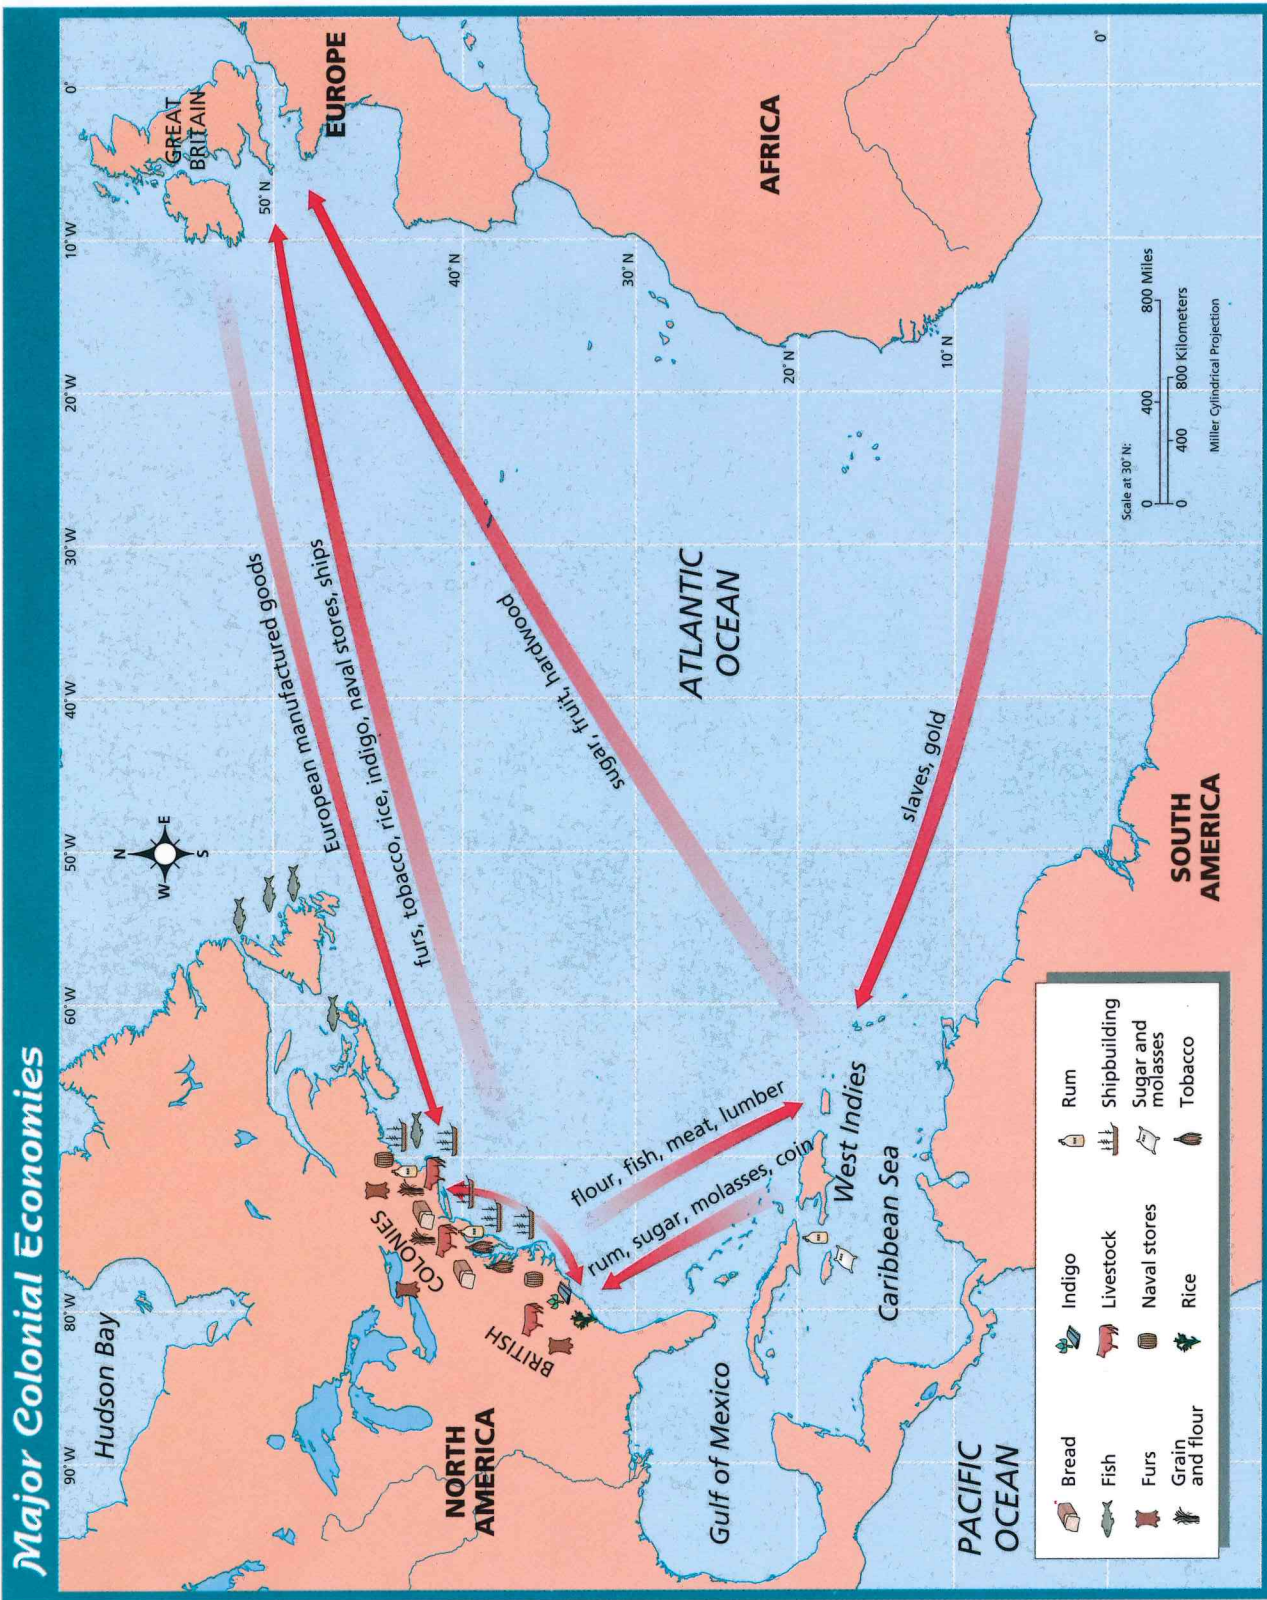 Major Colonial Economies
90°W
80°W
70°W
60°W
50°W
40°W
30°W
20°W
10°W
0°
Hudson Bay
N
W
E
S
GREAT
BRITAIN
50°N
EUROPE
European manufactured goods
furs, tobacco, rice, indigo, naval stores, ships
BRITISH
COLONIES
NORTH
AMERICA
40°N
sugar, fruit, hardwood
30°N
ATLANTIC
OCEAN
AFRICA
flour, fish, meat, lumber
rum, sugar, molasses, coin
Gulf of Mexico
West Indies
Caribbean Sea
20°N
10°N
slaves, gold
PACIFIC
OCEAN
SOUTH
AMERICA
0°
Scale at 30°N:
0
400
800 Miles
0
400
800 Kilometers
Miller Cylindrical Projection
Bread
Fish
Furs
Grain
and flour
Indigo
Livestock
Naval stores
Rice
Rum
Shipbuilding
Sugar and
molasses
Tobacco